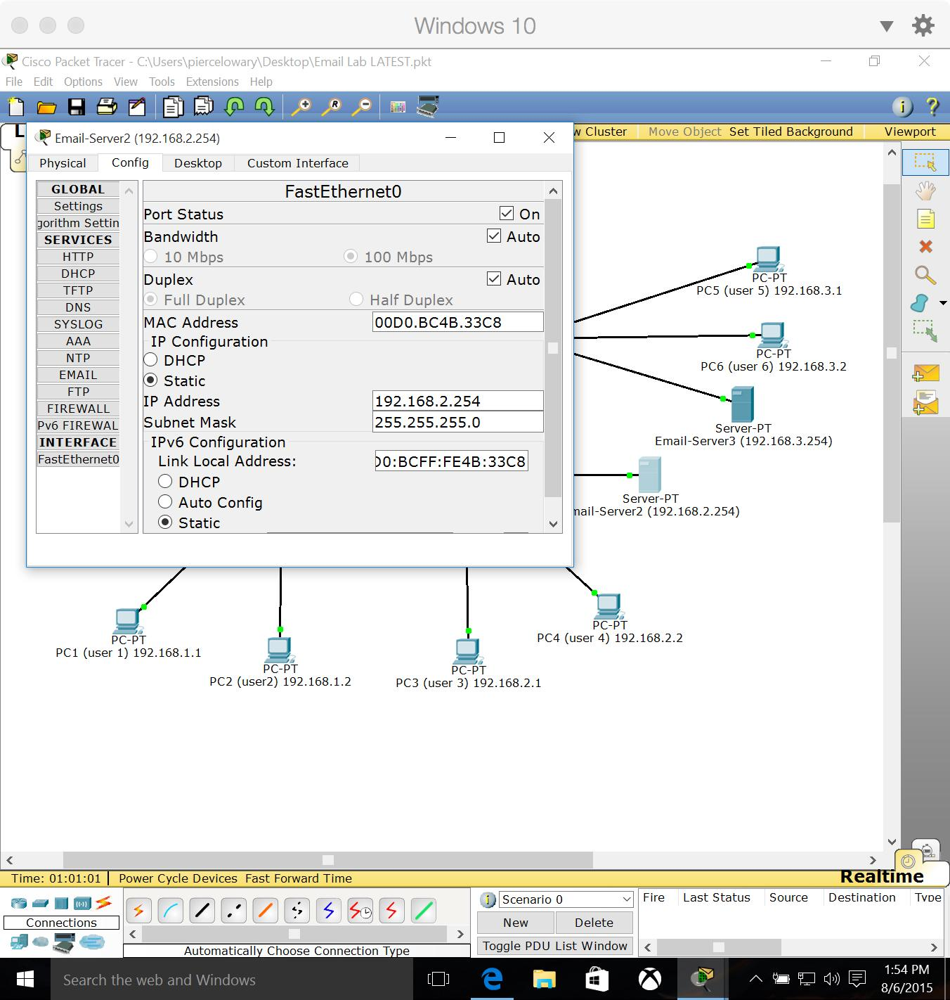 Windows 10
Cisco Packet Tracer - C:\Users\piercelowary\Desktop\Email Lab LATEST.pkt
File Edit Options View Tools Extensions Help
L
w Cluster Move Object Set Tiled Background Viewport
Email-Server2 (192.168.2.254)
Physical Config Desktop Custom Interface
GLOBAL
Settings
gorithm Settin
SERVICES
HTTP
DHCP
TFTP
DNS
SYSLOG
AAA
NTP
EMAIL
FTP
FIREWALL
Pv6 FIREWAL
INTERFACE
FastEthernet0
FastEthernet0
Port Status On
Bandwidth Auto
10 Mbps 100 Mbps
Duplex Auto
Full Duplex Half Duplex
MAC Address 00D0.BC4B.33C8
IP Configuration
DHCP
Static
IP Address 192.168.2.254
Subnet Mask 255.255.255.0
IPv6 Configuration
Link Local Address: D0:BCFF:FE4B:33C8
DHCP
Auto Config
Static
PC-PT
PC5 (user 5) 192.168.3.1
PC-PT
PC6 (user 6) 192.168.3.2
Server-PT
Email-Server3 (192.168.3.254)
Server-PT
mail-Server2 (192.168.2.254)
PC-PT
PC1 (user 1) 192.168.1.1
PC-PT
PC2 (user2) 192.168.1.2
PC-PT
PC3 (user 3) 192.168.2.1
PC-PT
PC4 (user 4) 192.168.2.2
Time: 01:01:01 Power Cycle Devices Fast Forward Time
Realtime
Connections
Automatically Choose Connection Type
Scenario 0
New Delete
Toggle PDU List Window
Fire Last Status Source Destination Type
Search the web and Windows
1:54 PM
8/6/2015